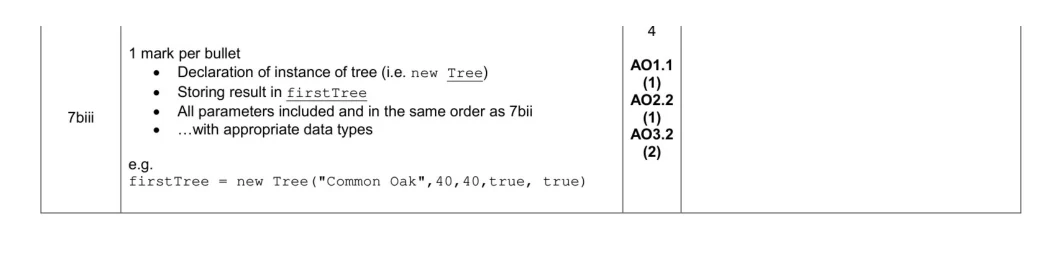 4
1 mark per bullet
• Declaration of instance of tree (i.e. new Tree)
• Storing result in firstTree
• All parameters included and in the same order as 7bii
• …with appropriate data types
7biii
e.g.
firstTree = new Tree("Common Oak",40,40,true, true)
AO1.1
(1)
AO2.2
(1)
AO3.2
(2)